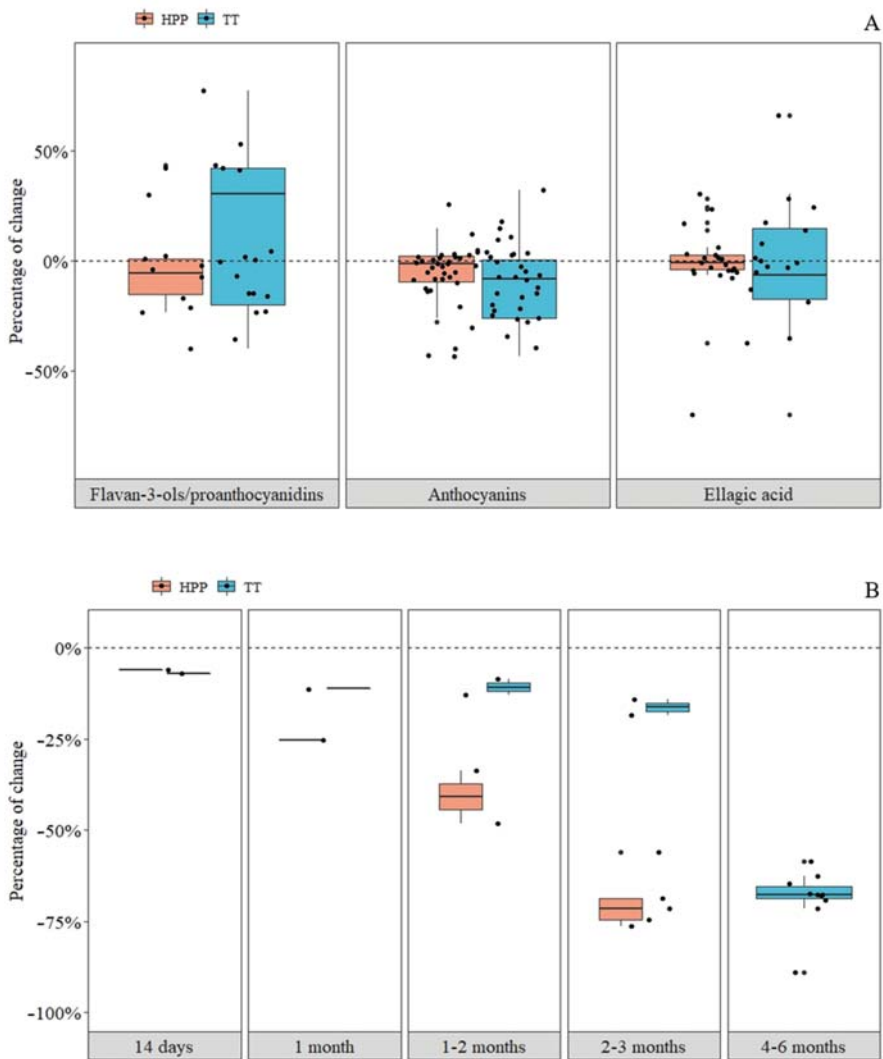 HPP TT
A
Percentage of change
50%
0%
-50%
Flavan-3-ols/proanthocyanidins Anthocyanins Ellagic acid
HPP TT
B
Percentage of change
0%
-25%
-50%
-75%
-100%
14 days 1 month 1-2 months 2-3 months 4-6 months